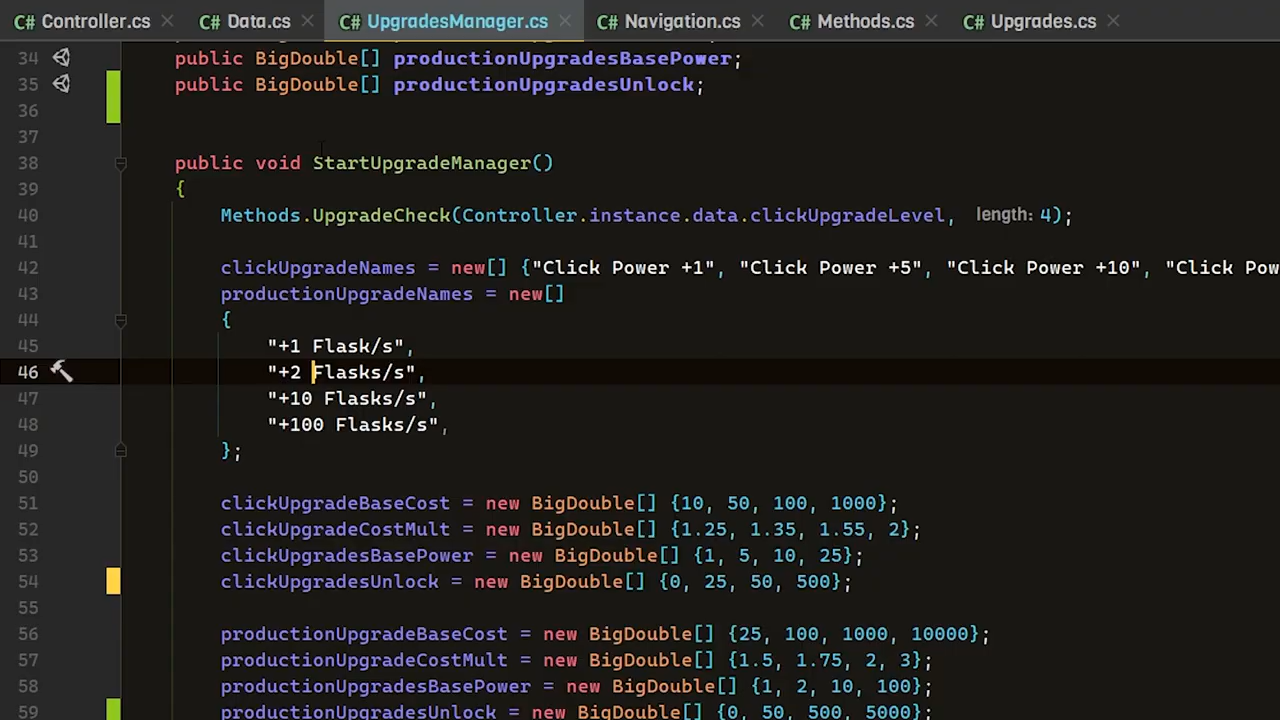 C# Controller.cs × C# Data.cs × C# UpgradesManager.cs × C# Navigation.cs × C# Methods.cs × C# Upgrades.cs ×
34 public BigDouble[] productionUpgradesBasePower;
35 public BigDouble[] productionUpgradesUnlock;
36
37
38 public void StartUpgradeManager()
39 {
40 Methods.UpgradeCheck(Controller.instance.data.clickUpgradeLevel, length: 4);
41
42 clickUpgradeNames = new[] {"Click Power +1", "Click Power +5", "Click Power +10", "Click Pow
43 productionUpgradeNames = new[]
44 {
45 "+1 Flask/s",
46 "+2 Flasks/s",
47 "+10 Flasks/s",
48 "+100 Flasks/s",
49 };
50
51 clickUpgradeBaseCost = new BigDouble[] {10, 50, 100, 1000};
52 clickUpgradeCostMult = new BigDouble[] {1.25, 1.35, 1.55, 2};
53 clickUpgradesBasePower = new BigDouble[] {1, 5, 10, 25};
54 clickUpgradesUnlock = new BigDouble[] {0, 25, 50, 500};
55
56 productionUpgradeBaseCost = new BigDouble[] {25, 100, 1000, 10000};
57 productionUpgradeCostMult = new BigDouble[] {1.5, 1.75, 2, 3};
58 productionUpgradesBasePower = new BigDouble[] {1, 2, 10, 100};
59 productionUpgradesUnlock = new BigDouble[] {0, 50, 500, 5000};